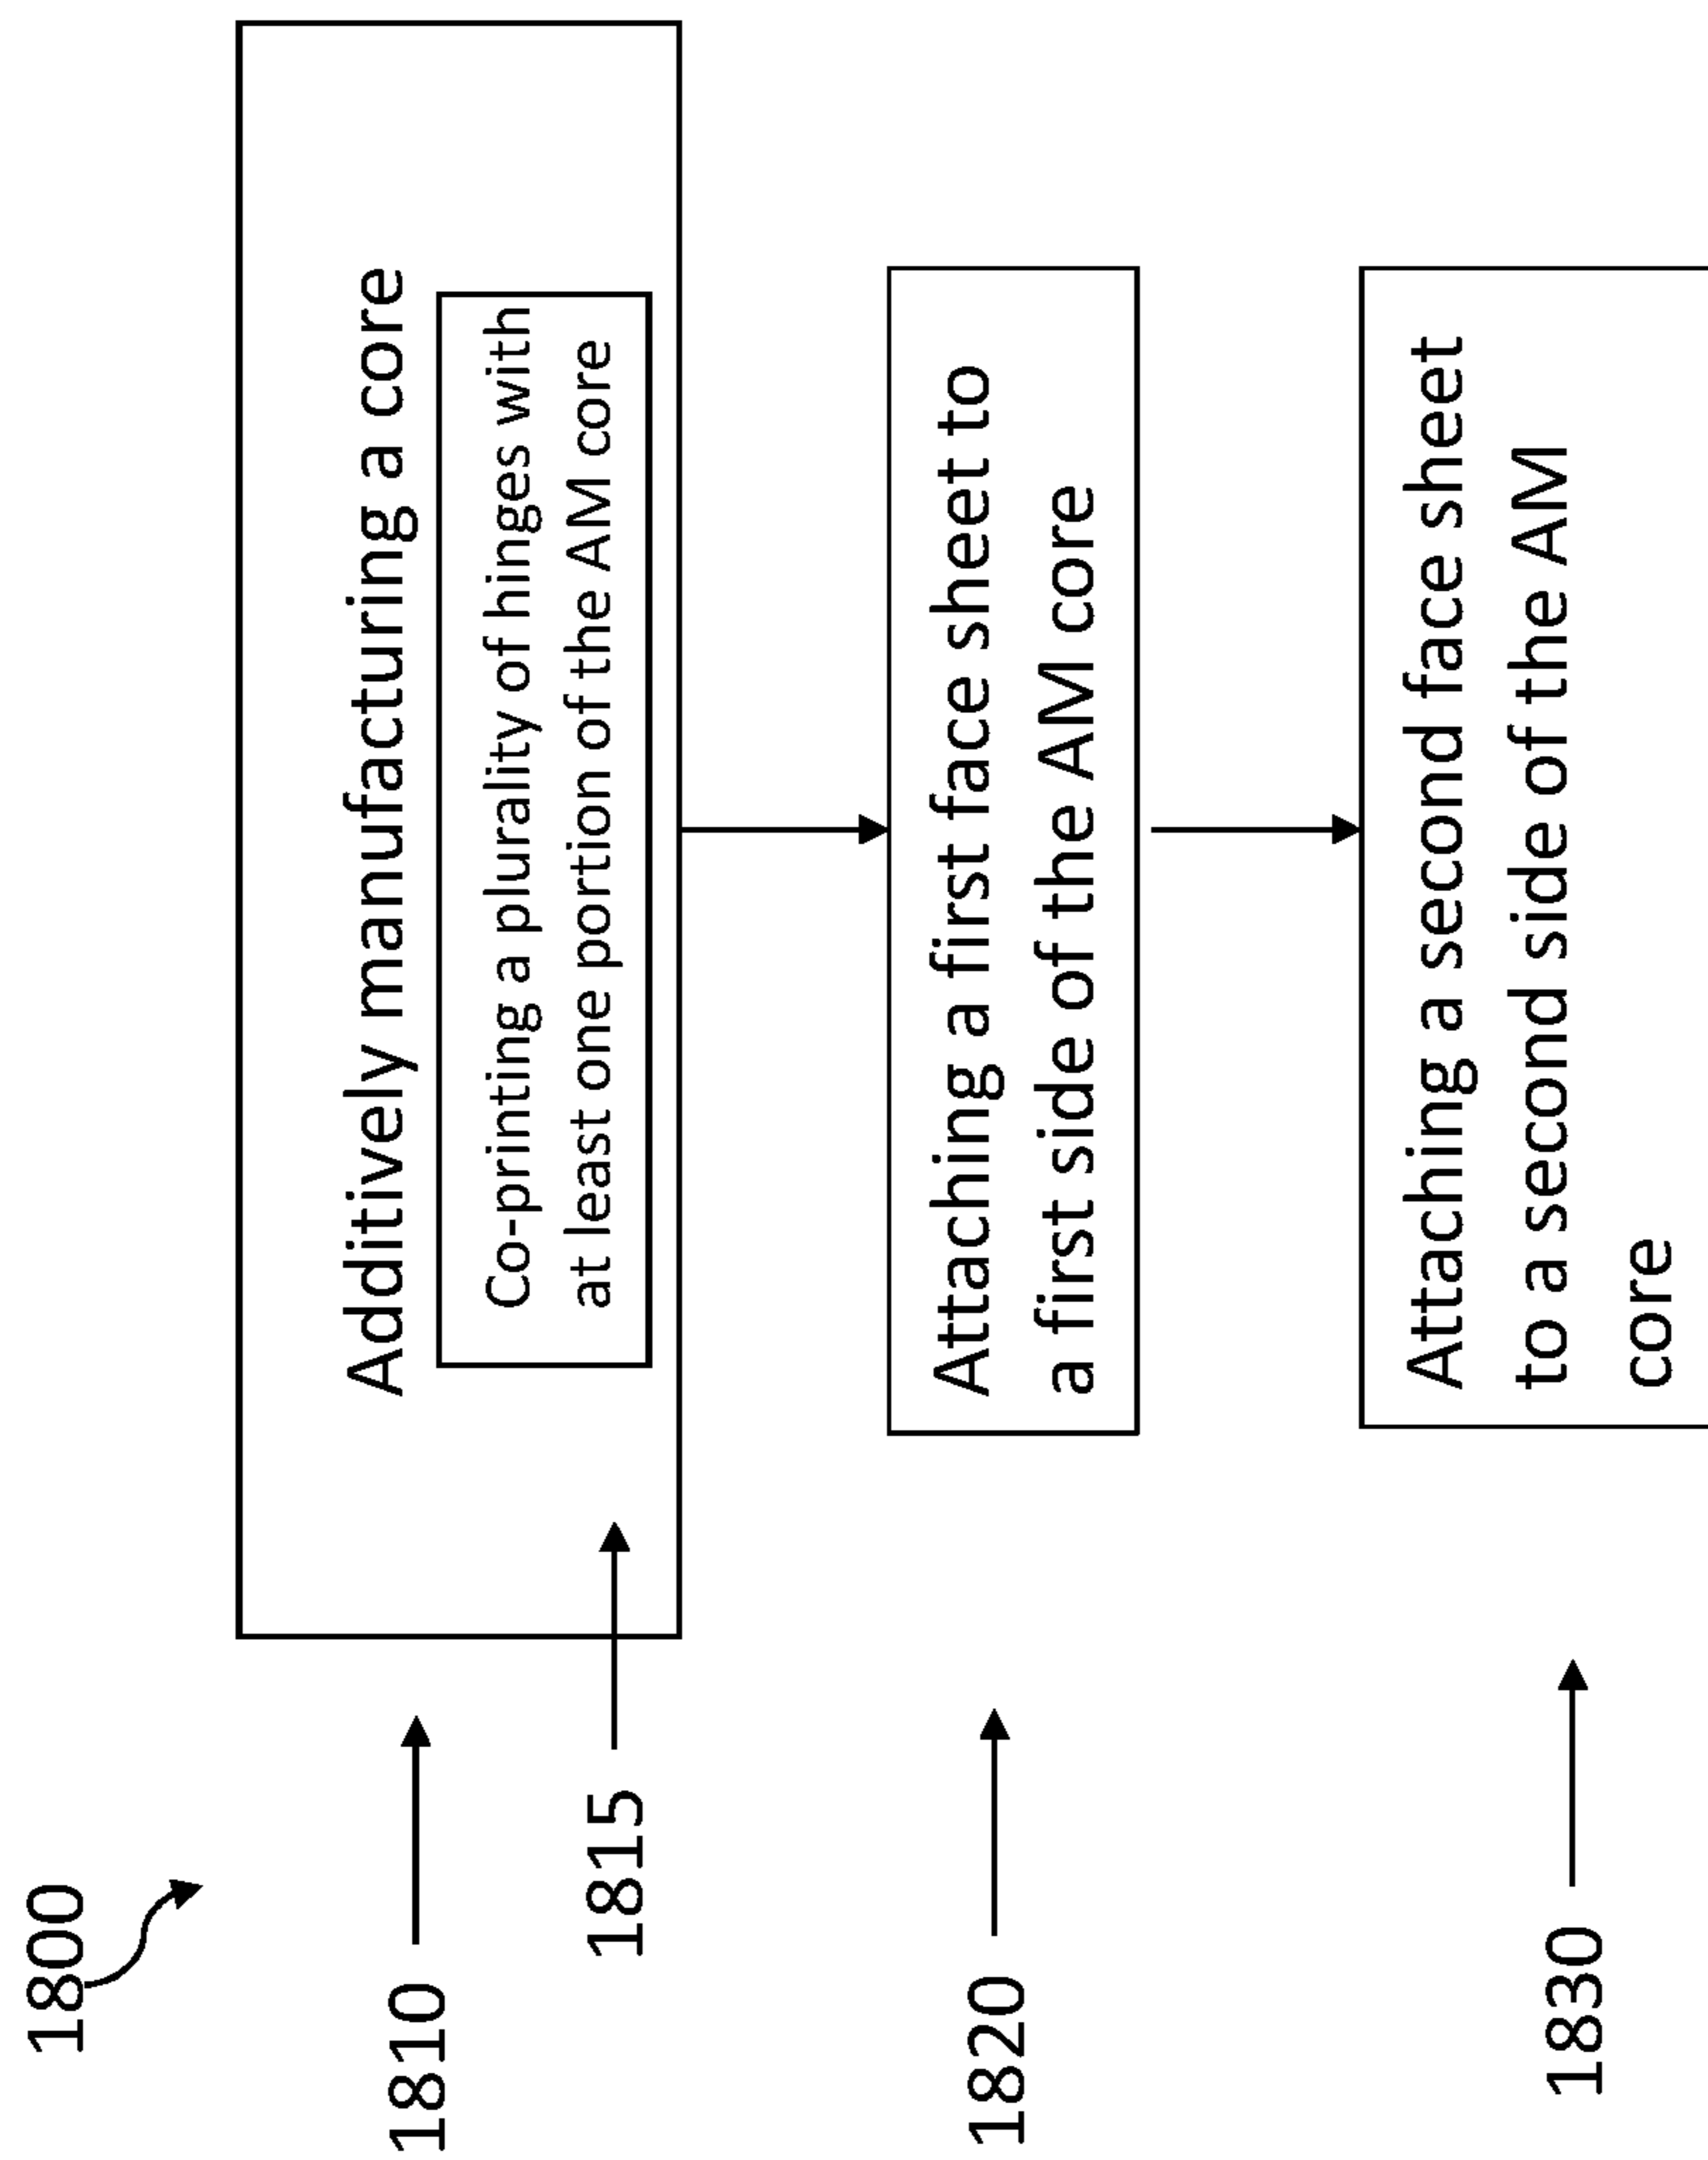 1800
1810
Additively manufacturing a core
1815
Co-printing a plurality of hinges with
at least one portion of the AM core
1820
Attaching a first face sheet to
a first side of the AM core
1830
Attaching a second face sheet
to a second side of the AM
core